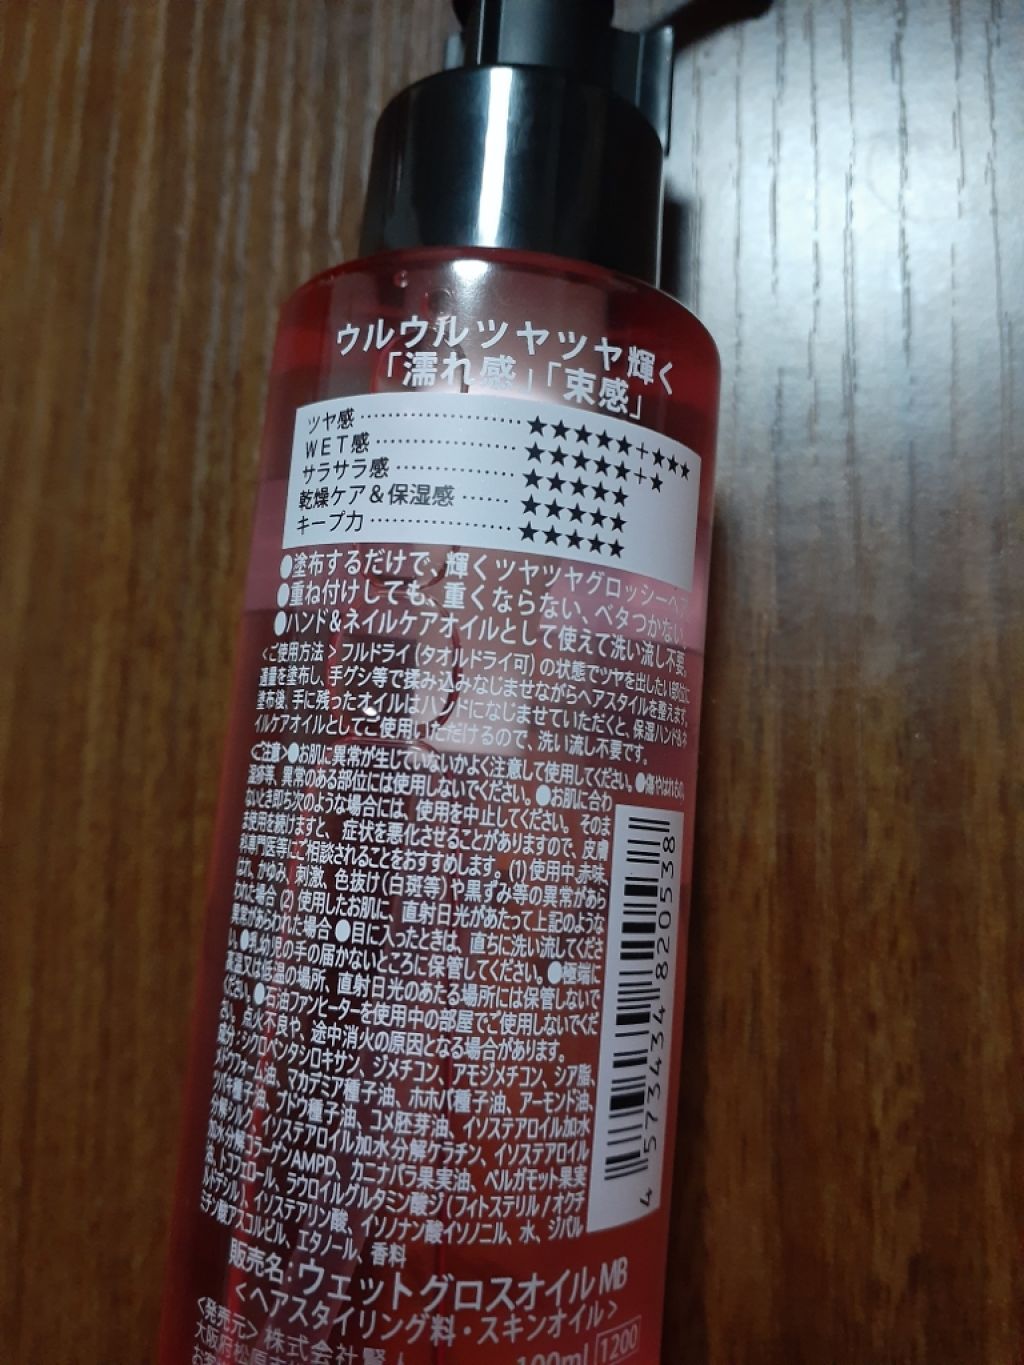 ウルウルツヤツヤ輝く
「濡れ感」「束感」
ツヤ感 ★★★★★+★★★
WET感 ★★★★★+★
サラサラ感 ★★★★★
乾燥ケア&保湿感 ★★★★★
キープ力 ★★★★★
●塗布するだけで、輝くツヤツヤグロッシーヘア
●重ね付けしても、重くならない、ベタつかない
●ハンド&ネイルケアオイルとして使えて洗い流し不要
<ご使用方法>フルドライ(タオルドライ可)の状態でツヤを出したい部分に
適量を塗布し、手グシ等で揉み込みなじませながらヘアスタイルを整えます。
塗布後、手に残ったオイルはハンドになじませていただくと、保湿ハンド&ネ
イルケアオイルとしてご使用いただけるので、洗い流し不要です。
<注意>●お肌に異常が生じていないかよく注意して使用してください。●傷やはれもの、
湿疹等、異常のある部位には使用しないでください。●お肌に合わ
ないとき即ち次のような場合には、使用を中止してください。そのま
ま使用を続けますと、症状を悪化させることがありますので、皮膚
科専門医等にご相談されることをおすすめします。(1)使用中、赤味、
はれ、かゆみ、刺激、色抜け(白斑等)や黒ずみ等の異常があら
われた場合(2)使用したお肌に、直射日光があたって上記のような
異常があらわれた場合●目に入ったときは、直ちに洗い流してくださ
い。●乳幼児の手の届かないところに保管してください。●極端に
高温又は低温の場所、直射日光のあたる場所には保管しないで
ください。●石油ファンヒーターを使用中の部屋でご使用しないでくだ
さい。点火不良や、途中消火の原因となる場合があります。
成分:シクロペンタシロキサン、ジメチコン、アモジメチコン、シア脂、
メドウフォーム油、マカデミア種子油、ホホバ種子油、アーモンド油、
ツバキ種子油、ブドウ種子油、コメ胚芽油、イソステアロイル加水
分解シルク、イソステアロイル加水分解ケラチン、イソステアロイル
加水分解コラーゲンAMPD、カニナバラ果実油、ベルガモット果実
油、トコフェロール、ラウロイルグルタミン酸ジ(フィトステリル/オクチ
ルドデシル)、イソステアリン酸、イソノナン酸イソノニル、水、ジパル
ミチン酸アスコルビル、エタノール、香料
4 573434 820538
販売名:ウェットグロスオイルMB
<ヘアスタイリング料・スキンオイル>
<発売元>株式会社賢人
100ml 1200
大阪府松原市